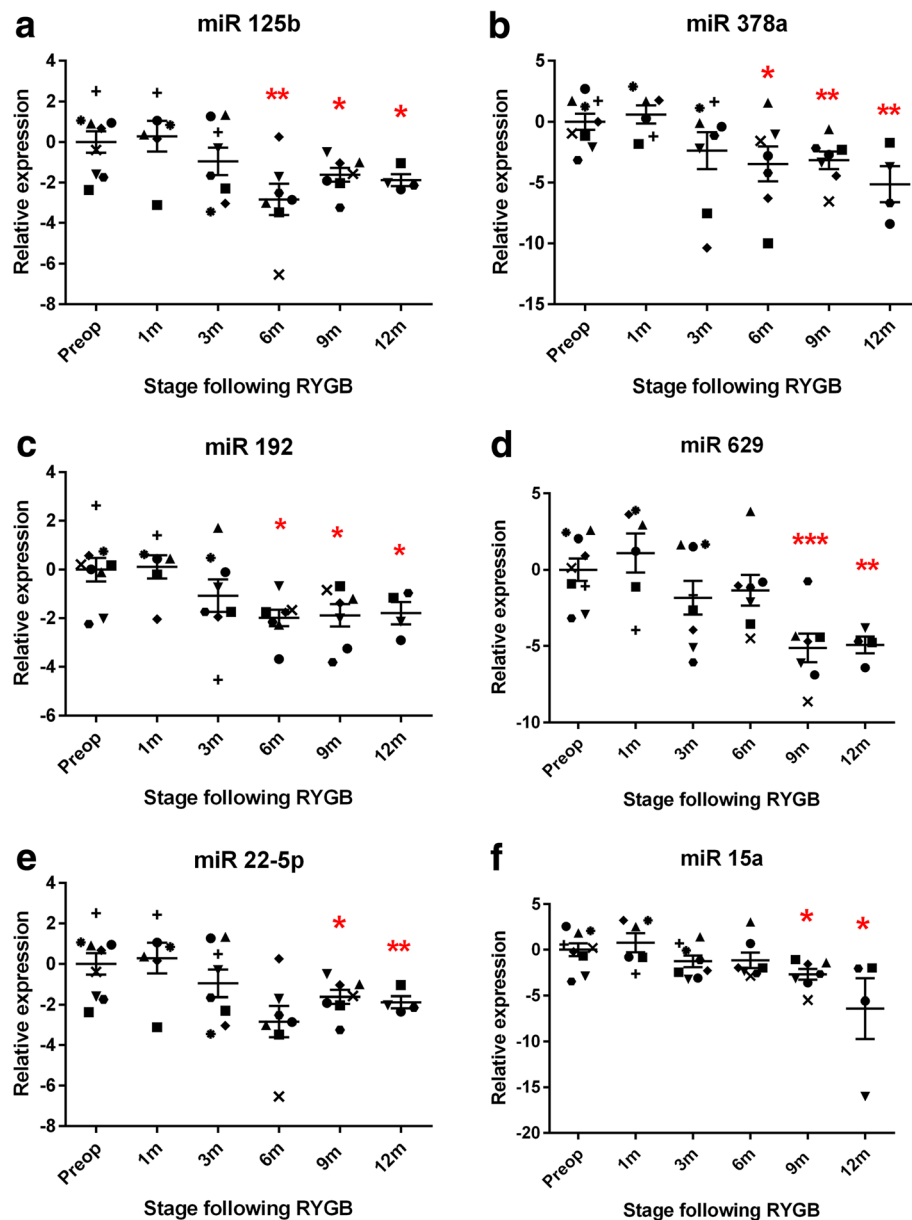 a
miR 125b
Relative expression
4
2
0
-2
-4
-6
-8
** * *
Preop 1m 3m 6m 9m 12m
Stage following RYGB
b
miR 378a
Relative expression
5
0
-5
-10
-15
* ** **
Preop 1m 3m 6m 9m 12m
Stage following RYGB
c
miR 192
Relative expression
4
2
0
-2
-4
-6
* * *
Preop 1m 3m 6m 9m 12m
Stage following RYGB
d
miR 629
Relative expression
5
0
-5
-10
*** **
Preop 1m 3m 6m 9m 12m
Stage following RYGB
e
miR 22-5p
Relative expression
4
2
0
-2
-4
-6
-8
* **
Preop 1m 3m 6m 9m 12m
Stage following RYGB
f
miR 15a
Relative expression
5
0
-5
-10
-15
-20
* *
Preop 1m 3m 6m 9m 12m
Stage following RYGB